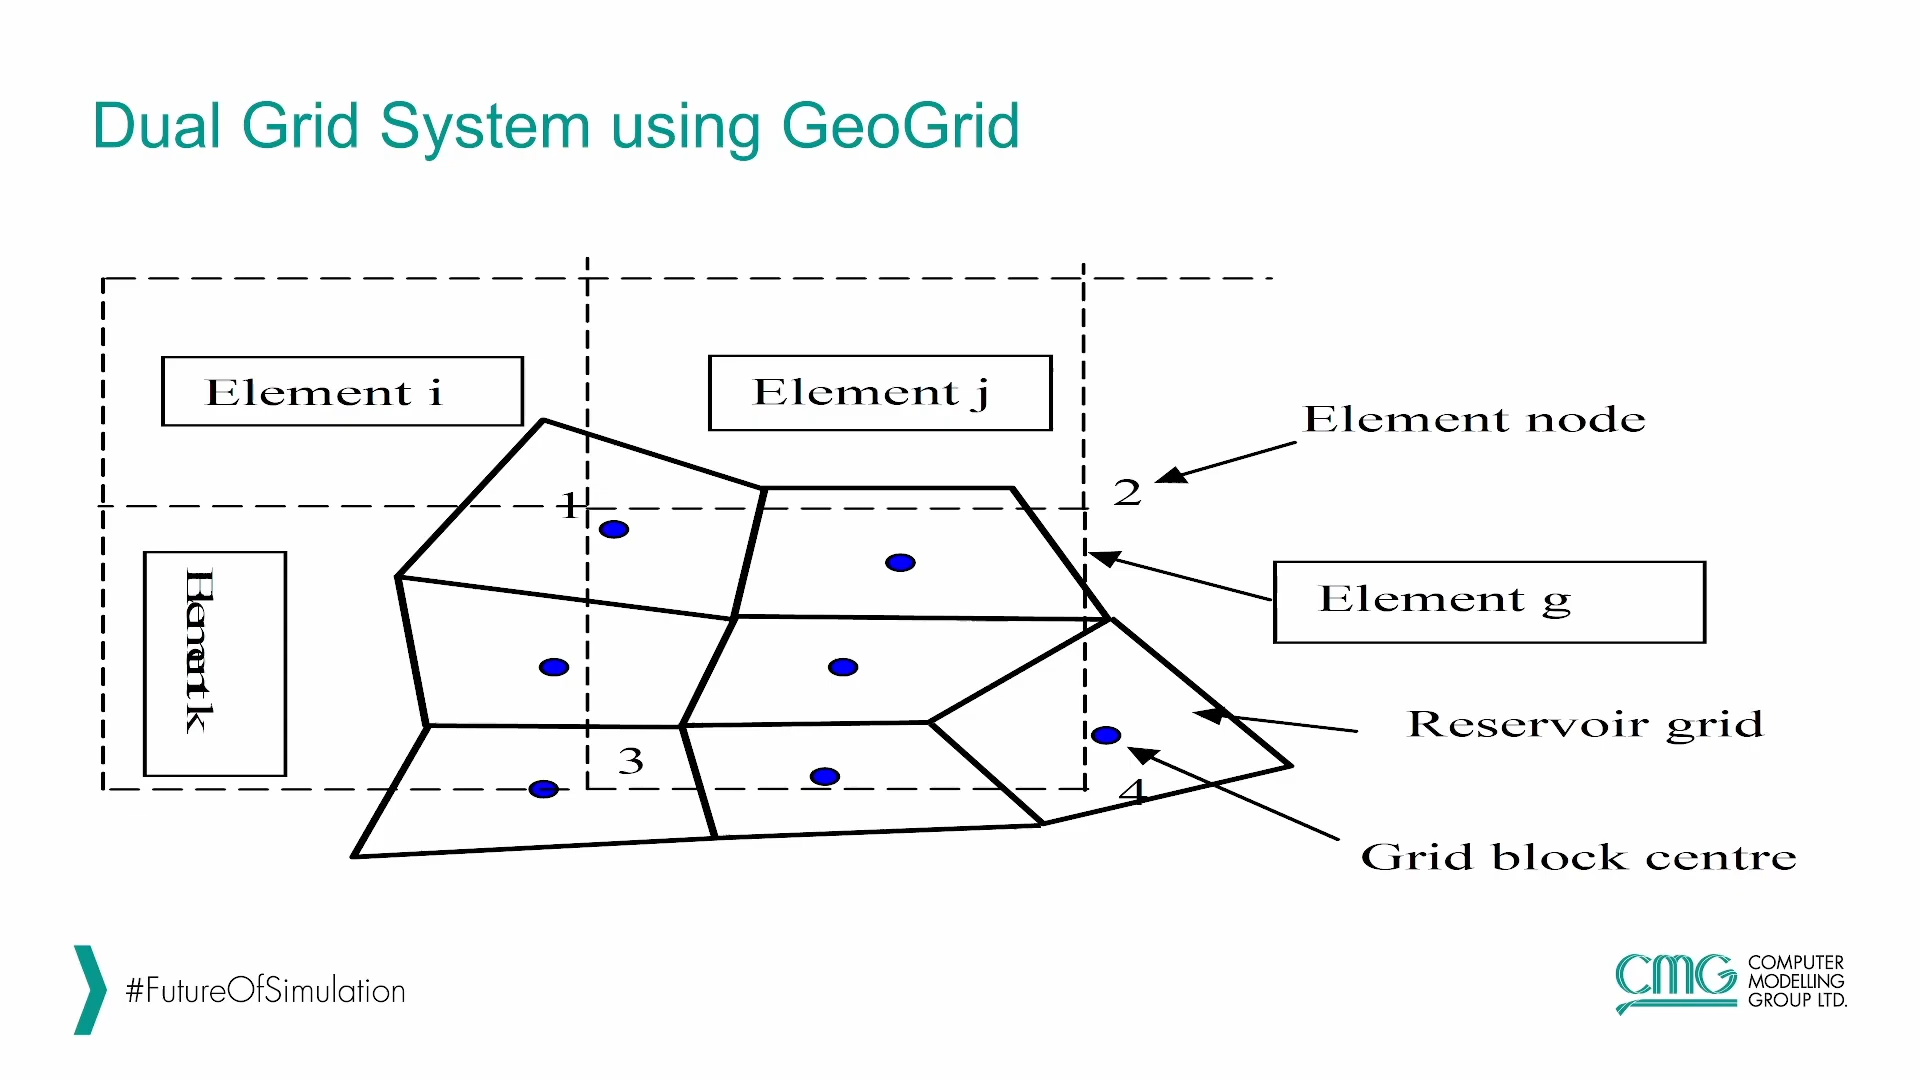 Dual Grid System using GeoGrid
Element i
Element j
Element node
1
2
Element k
Element g
3
Reservoir grid
4
Grid block centre
#FutureOfSimulation
CMG
COMPUTER
MODELLING
GROUP LTD.